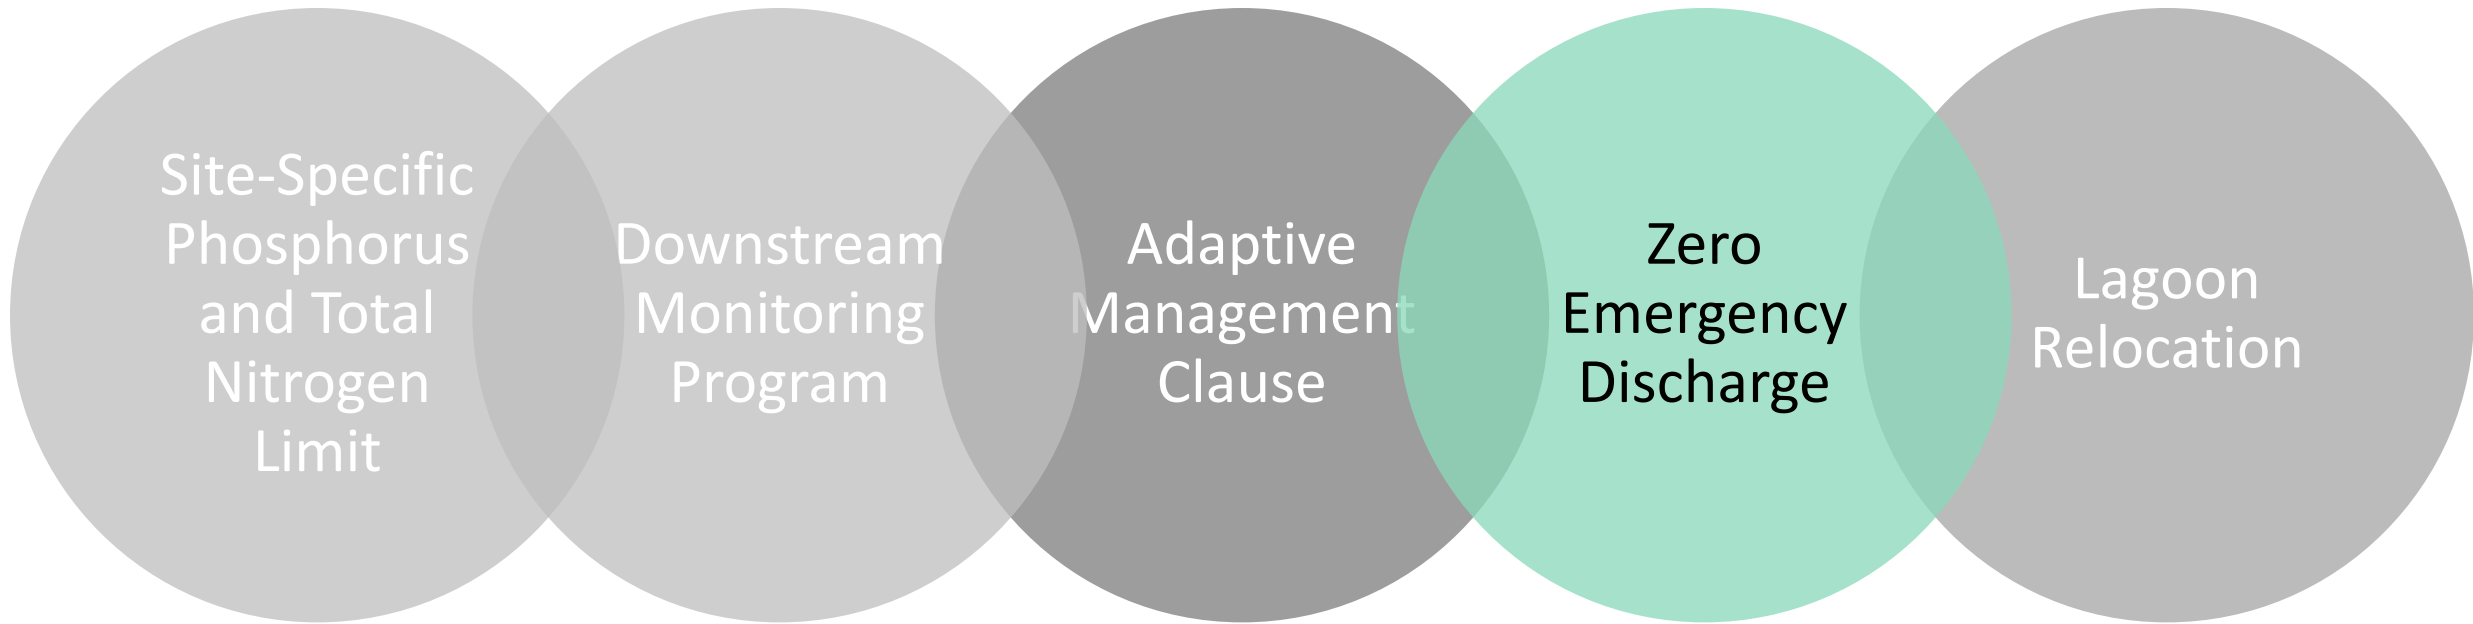 Site-Specific
Phosphorus
and Total
Nitrogen
Limit
Downstream
Monitoring
Program
Adaptive
Management
Clause
Zero
Emergency
Discharge
Lagoon
Relocation